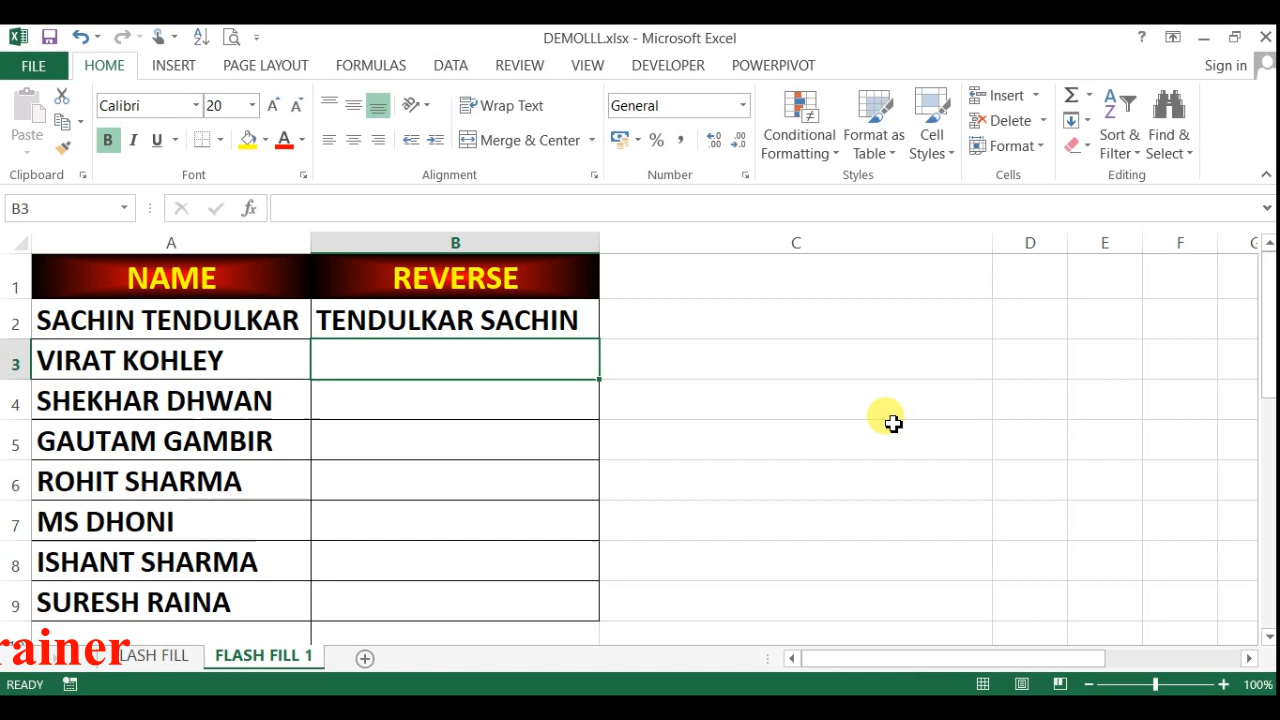 DEMOLLL.xlsx - Microsoft Excel
FILE HOME INSERT PAGE LAYOUT FORMULAS DATA REVIEW VIEW DEVELOPER POWERPIVOT Sign in
Paste Calibri 20 Wrap Text General Conditional Formatting Format as Table Cell Styles Insert Sort & Filter Find & Select
B I U A Merge & Center % , Delete
Format
Clipboard Font Alignment Number Styles Cells Editing
B3 fx
A B C D E F G
1 NAME REVERSE
2 SACHIN TENDULKAR TENDULKAR SACHIN
3 VIRAT KOHLEY
4 SHEKHAR DHWAN
5 GAUTAM GAMBIR
6 ROHIT SHARMA
7 MS DHONI
8 ISHANT SHARMA
9 SURESH RAINA
rainer
LASH FILL FLASH FILL 1
READY 100%